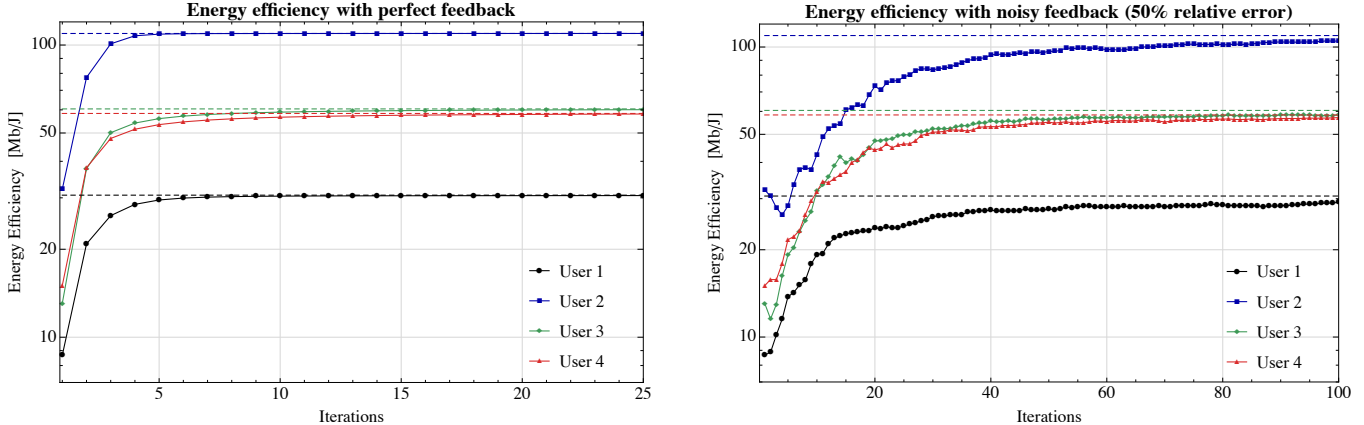 Energy efficiency with perfect feedback
Energy Efficiency [Mb/J]
100
50
20
10
5
10
15
20
25
Iterations
User 1
User 2
User 3
User 4
Energy efficiency with noisy feedback (50% relative error)
Energy Efficiency [Mb/J]
100
50
20
10
20
40
60
80
100
Iterations
User 1
User 2
User 3
User 4